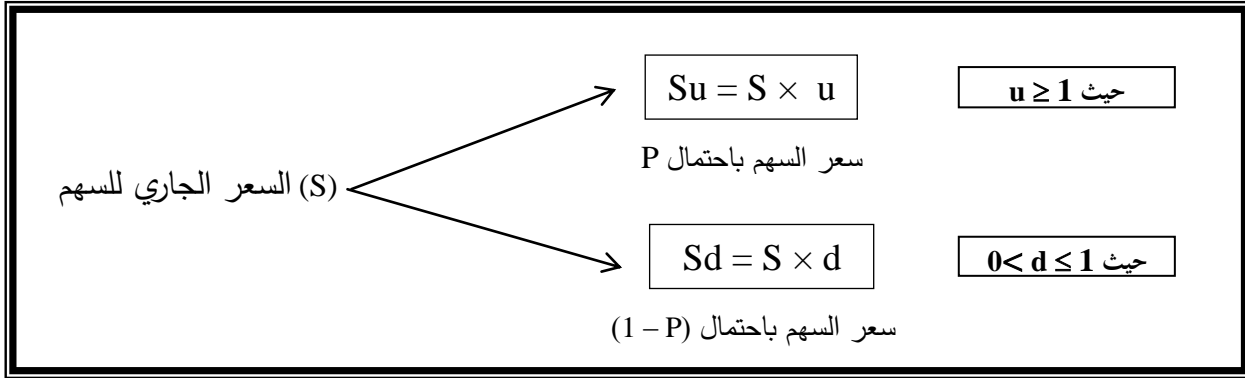 Su = S × u
حيث u ≥ 1
سعر السهم باحتمال P
السعر الجاري للسهم (S)
Sd = S × d
حيث 0< d ≤ 1
سعر السهم باحتمال (1 – P)